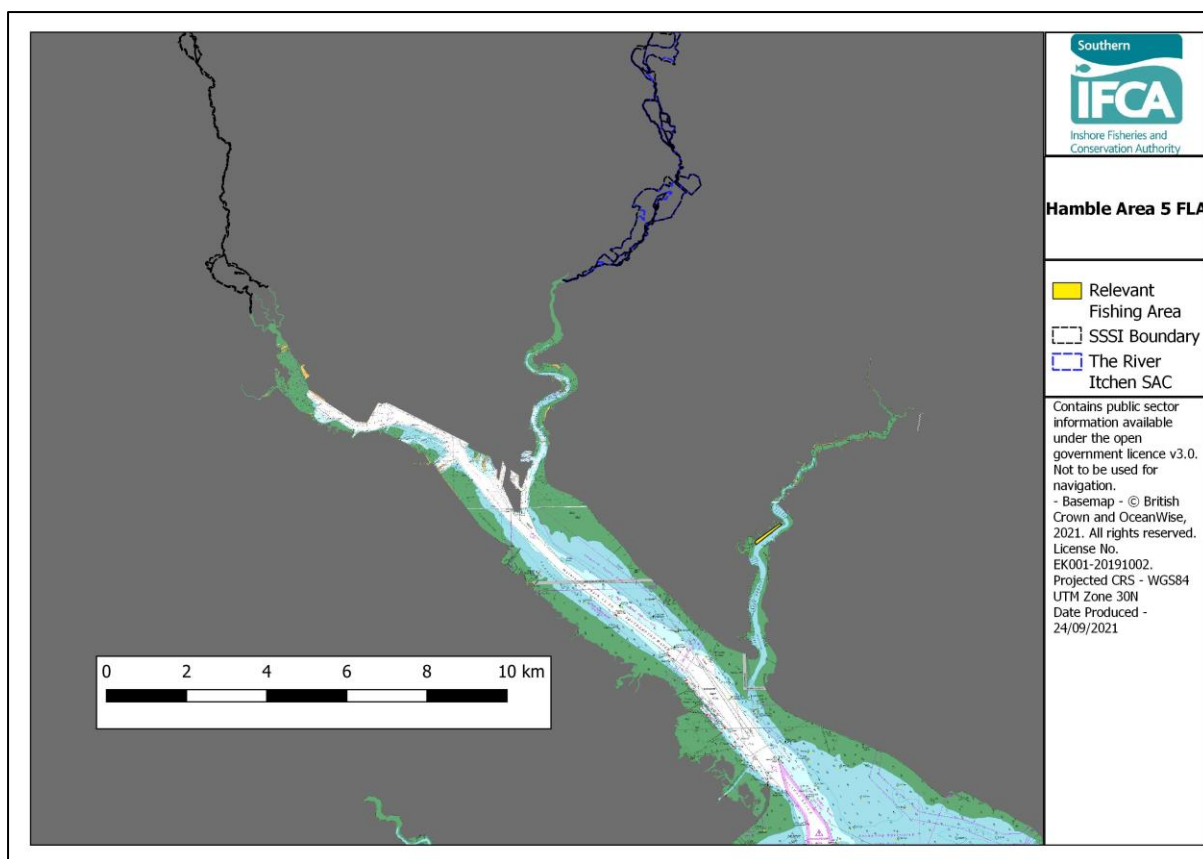 Southern
IFCA
Inshore Fisheries and
Conservation Authority
Hamble Area 5 FLA
Relevant
Fishing Area
SSSI Boundary
The River
Itchen SAC
Contains public sector
information available
under the open
government licence v3.0.
Not to be used for
navigation.
- Basemap - © British
Crown and OceanWise,
2021. All rights reserved.
License No.
EK001-20191002.
Projected CRS - WGS84
UTM Zone 30N
Date Produced -
24/09/2021
0 2 4 6 8 10 km